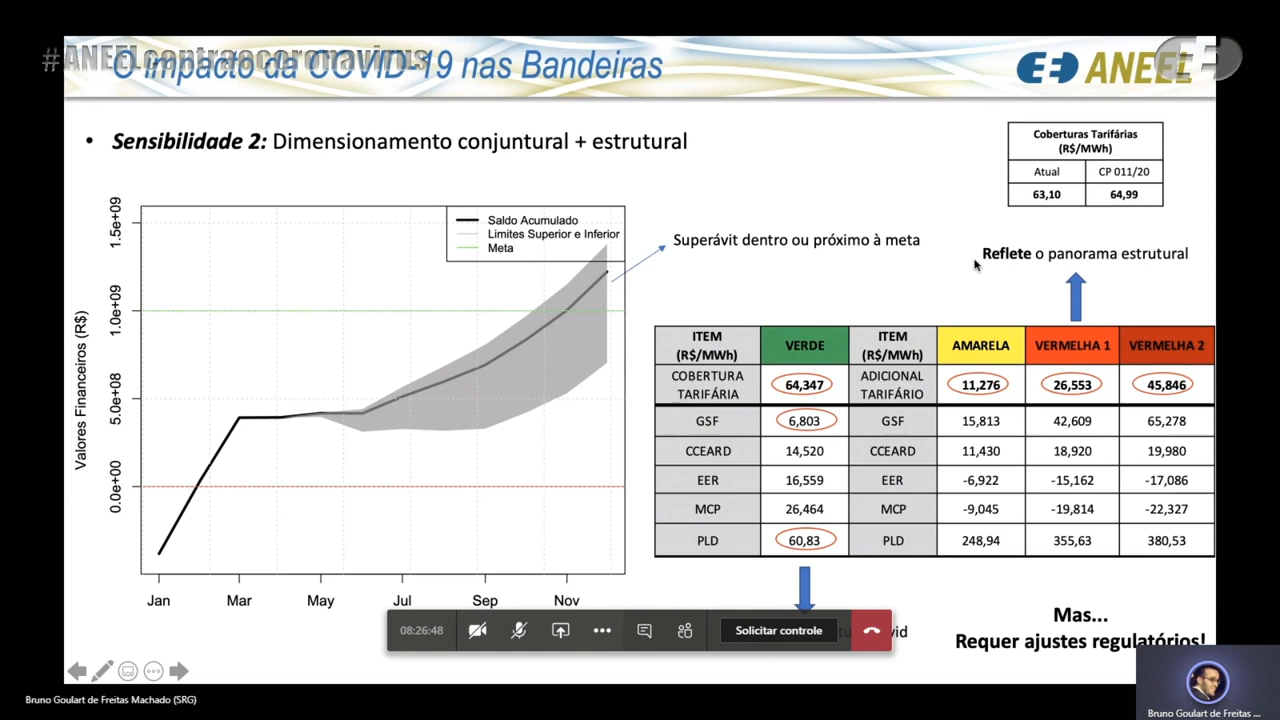 #ANEELcontraocoronavirus
O impacto da COVID-19 nas Bandeiras
ANEEL
• Sensibilidade 2: Dimensionamento conjuntural + estrutural
Coberturas Tarifárias
(R$/MWh)
Atual CP 011/20
63,10 64,99
Valores Financeiros (R$)
1.5e+09
1.0e+09
5.0e+08
0.0e+00
Saldo Acumulado
Limites Superior e Inferior
Meta
Jan Mar May Jul Sep Nov
Superávit dentro ou próximo à meta
Reflete o panorama estrutural
ITEM (R$/MWh) VERDE ITEM (R$/MWh) AMARELA VERMELHA 1 VERMELHA 2
COBERTURA TARIFÁRIA 64,347 ADICIONAL TARIFÁRIO 11,276 26,553 45,846
GSF 6,803 GSF 15,813 42,609 65,278
CCEARD 14,520 CCEARD 11,430 18,920 19,980
EER 16,559 EER -6,922 -15,162 -17,086
MCP 26,464 MCP -9,045 -19,814 -22,327
PLD 60,83 PLD 248,94 355,63 380,53
Mas...
Requer ajustes regulatórios!
08:26:48
Solicitar controle
vid
Bruno Goulart de Freitas Machado (SRG)
Bruno Goulart de Freitas ...